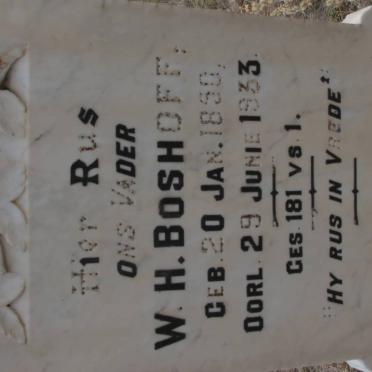 Hier Rus
ONS VADER
W. H. BOSHOFF.
GEB. 20 JAN. 1890.
OORL. 29 JUNIE 1933.
GES. 181 VS. 1.
"HY RUS IN VREDE"